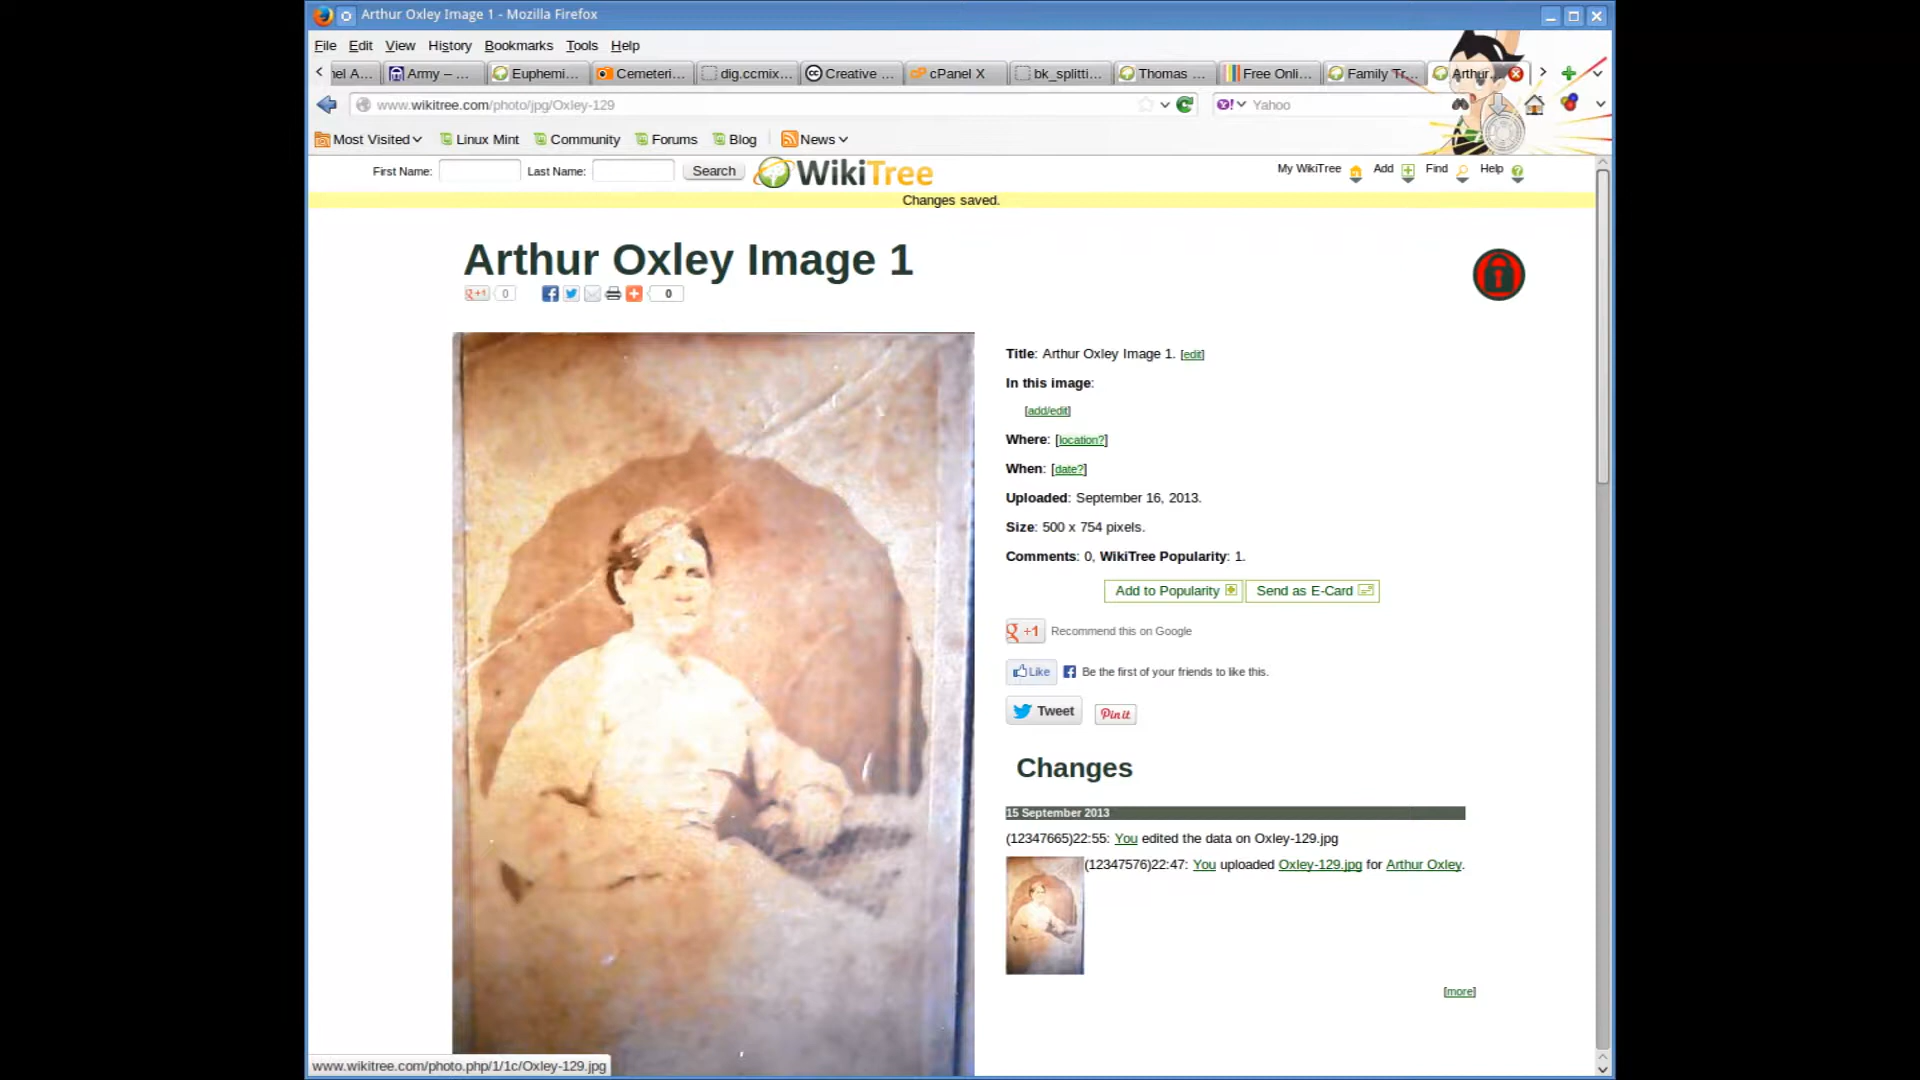 Arthur Oxley Image 1 - Mozilla Firefox
File Edit View History Bookmarks Tools Help
nel A... Army – ... Euphemi... Cemeteri... dig.ccmix... Creative ... cPanel X bk_splitti... Thomas ... Free Onli... Family Tr... Arthur...
www.wikitree.com/photo/jpg/Oxley-129 Yahoo
Most Visited Linux Mint Community Forums Blog News
First Name: Last Name: Search WikiTree My WikiTree Add Find Help
Changes saved.
Arthur Oxley Image 1
g +1 0 0
Title: Arthur Oxley Image 1. [edit]
In this image:
[add/edit]
Where: [location?]
When: [date?]
Uploaded: September 16, 2013.
Size: 500 x 754 pixels.
Comments: 0, WikiTree Popularity: 1.
Add to Popularity Send as E-Card
g +1 Recommend this on Google
Like Be the first of your friends to like this.
Tweet Pin it
Changes
15 September 2013
(12347665)22:55: You edited the data on Oxley-129.jpg
(12347576)22:47: You uploaded Oxley-129.jpg for Arthur Oxley.
[more]
www.wikitree.com/photo.php/1/1c/Oxley-129.jpg